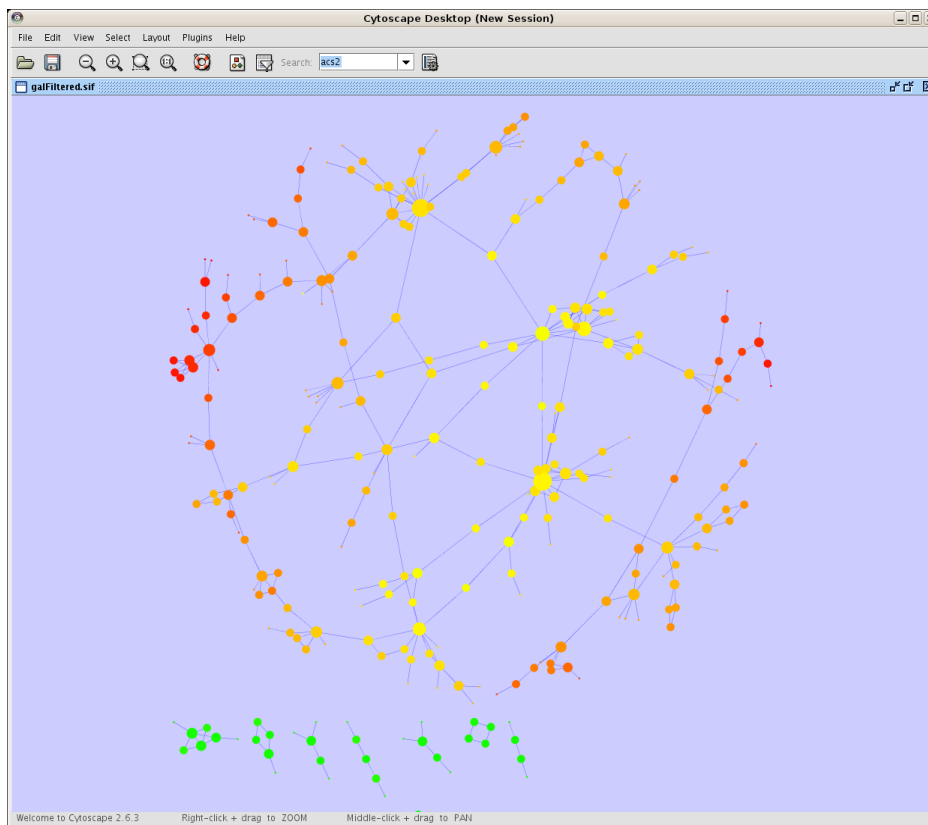 Cytoscape Desktop (New Session)
File Edit View Select Layout Plugins Help
Search: acs2
galFiltered.sif
Welcome to Cytoscape 2.6.3 Right-click + drag to ZOOM Middle-click + drag to PAN